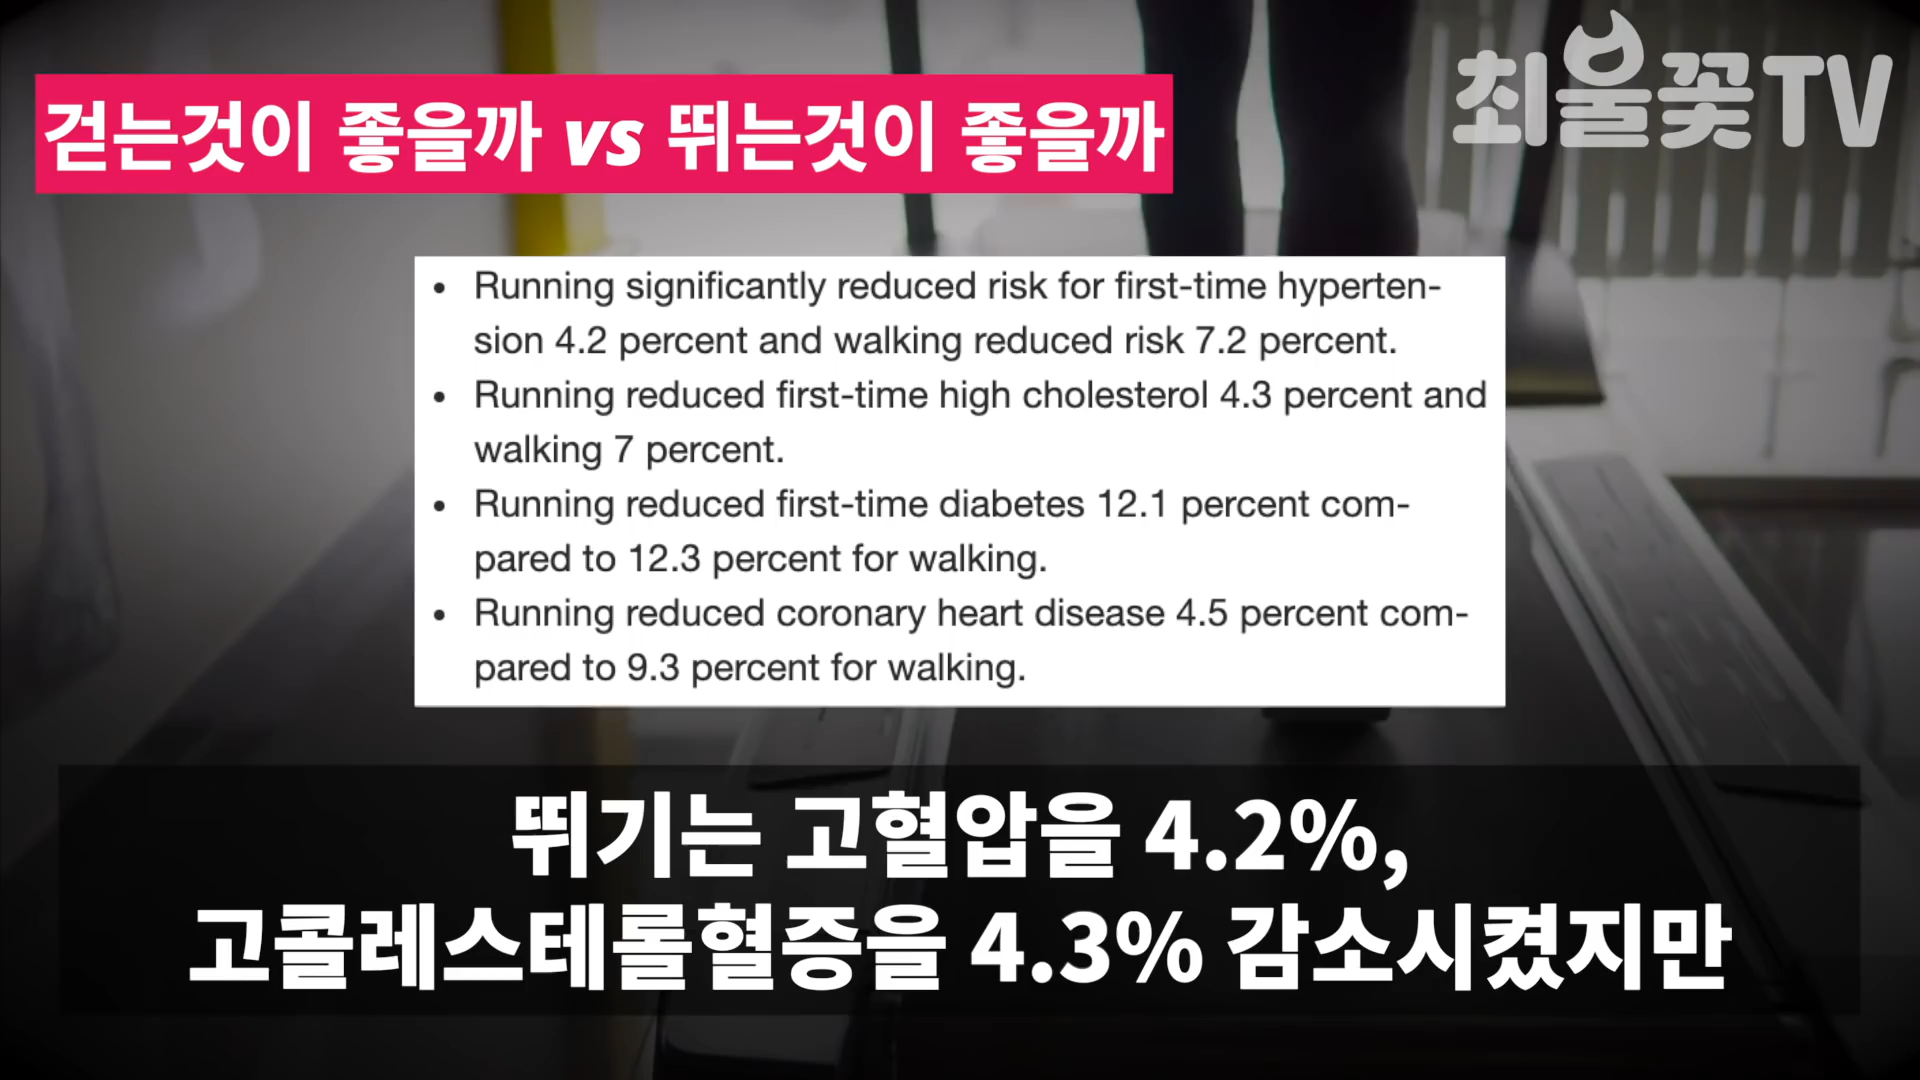 최울꽃TV
걷는것이 좋을까 vs 뛰는것이 좋을까
• Running significantly reduced risk for first-time hyperten-
sion 4.2 percent and walking reduced risk 7.2 percent.
• Running reduced first-time high cholesterol 4.3 percent and
walking 7 percent.
• Running reduced first-time diabetes 12.1 percent com-
pared to 12.3 percent for walking.
• Running reduced coronary heart disease 4.5 percent com-
pared to 9.3 percent for walking.
뛰기는 고혈압을 4.2%,
고콜레스테롤혈증을 4.3% 감소시켰지만